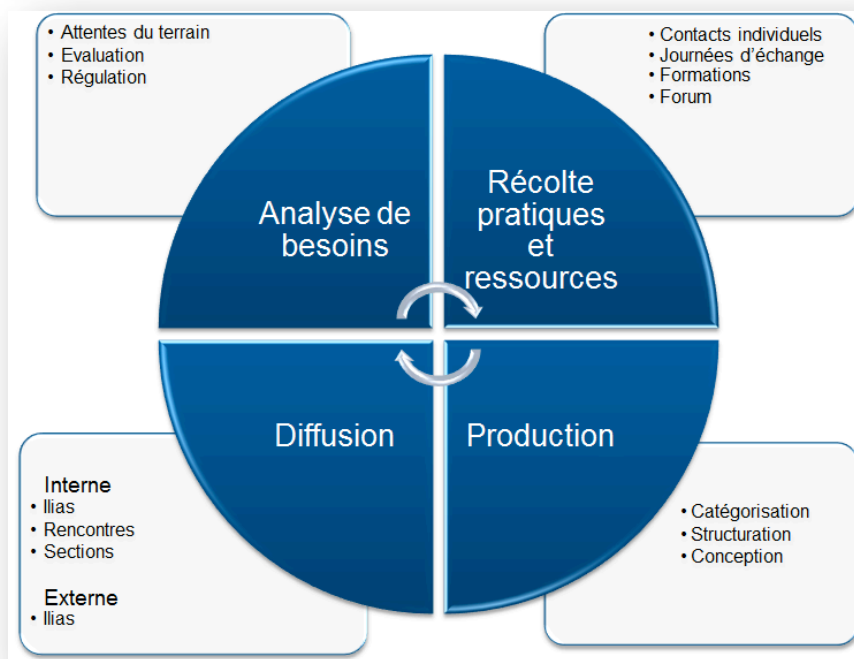 • Attentes du terrain
• Evaluation
• Régulation
• Contacts individuels
• Journées d'échange
• Formations
• Forum
Analyse de
besoins
Récolte
pratiques
et
ressources
Diffusion
Production
Interne
• Ilias
• Rencontres
• Sections
Externe
• Ilias
• Catégorisation
• Structuration
• Conception